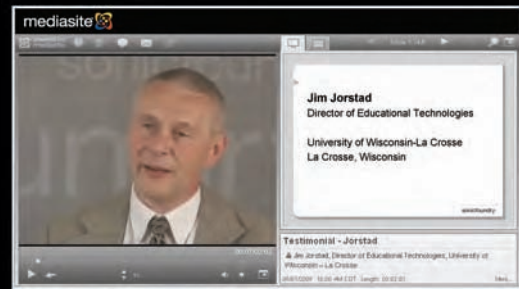 mediasite
Jim Jorstad
Director of Educational Technologies
University of Wisconsin-La Crosse
La Crosse, Wisconsin
sonicfoundry
Testimonial - Jorstad
Jim Jorstad, Director of Educational Technologies, University of
Wisconsin - La Crosse